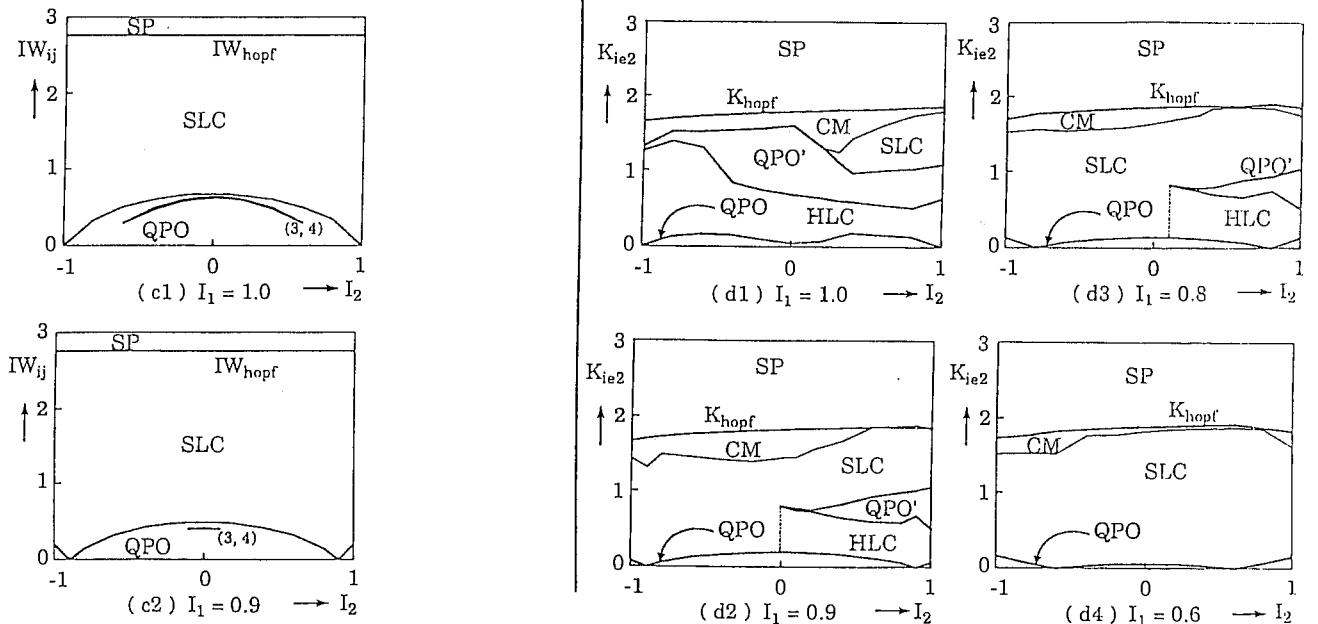 3
SP
IW_ij
IW_hopf
2
SLC
1
QPO
(3, 4)
0
-1
0
1
(c1) I_1 = 1.0 → I_2
3
SP
IW_ij
IW_hopf
2
SLC
1
QPO
(3, 4)
0
-1
0
1
(c2) I_1 = 0.9 → I_2
3
K_ie2
SP
2
K_hopf
CM
SLC
1
QPO'
QPO
HLC
0
-1
0
1
(d1) I_1 = 1.0 → I_2
3
K_ie2
SP
2
K_hopf
CM
SLC
1
QPO'
QPO
HLC
0
-1
0
1
(d3) I_1 = 0.8 → I_2
3
K_ie2
SP
2
K_hopf
CM
SLC
1
QPO'
QPO
HLC
0
-1
0
1
(d2) I_1 = 0.9 → I_2
3
K_ie2
SP
2
K_hopf
CM
SLC
1
QPO
0
-1
0
1
(d4) I_1 = 0.6 → I_2